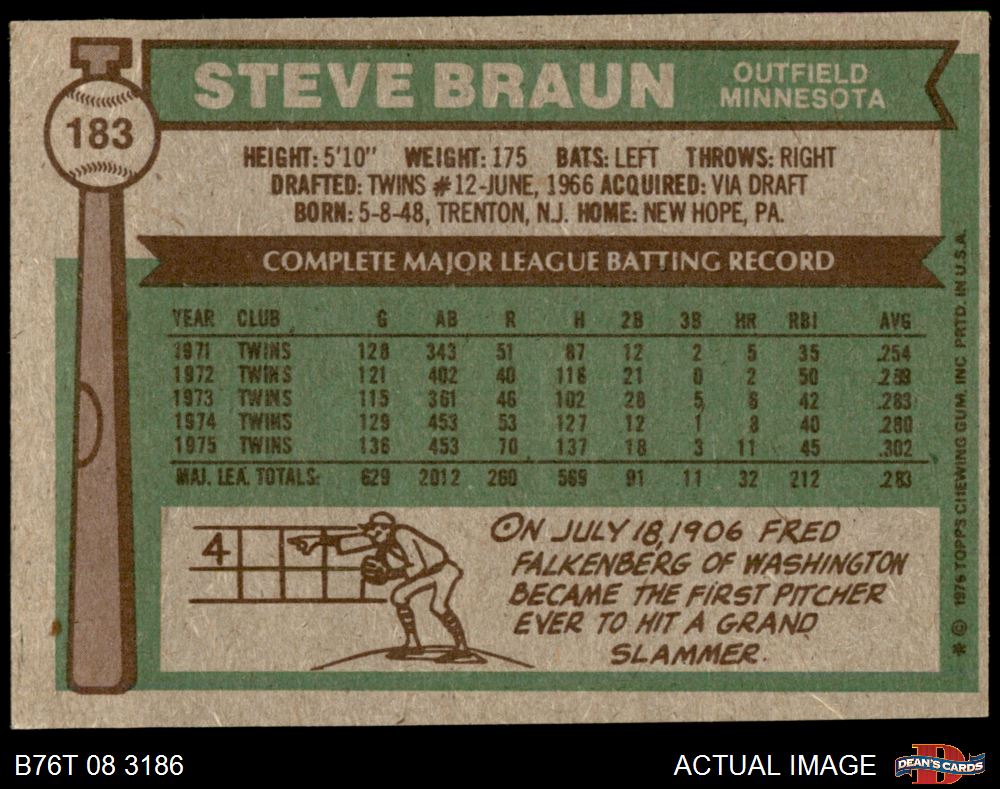 183
STEVE BRAUN
OUTFIELD
MINNESOTA
HEIGHT: 5'10" WEIGHT: 175 BATS: LEFT THROWS: RIGHT
DRAFTED: TWINS #12-JUNE, 1966 ACQUIRED: VIA DRAFT
BORN: 5-8-48, TRENTON, N.J. HOME: NEW HOPE, PA.
COMPLETE MAJOR LEAGUE BATTING RECORD
YEAR CLUB G AB R H 2B 3B HR RBI AVG
1971 TWINS 128 343 51 87 12 2 5 35 .254
1972 TWINS 121 402 40 116 21 0 2 50 .289
1973 TWINS 115 361 46 102 28 5 6 42 .283
1974 TWINS 129 453 53 127 12 1 8 40 .280
1975 TWINS 136 453 70 137 18 3 11 45 .302
MAJ. LEA. TOTALS: 629 2012 260 569 91 11 32 212 .283
4
ON JULY 18, 1906 FRED
FALKENBERG OF WASHINGTON
BECAME THE FIRST PITCHER
EVER TO HIT A GRAND
SLAMMER.
* © 1976 TOPPS CHEWING GUM, INC. PRTD. IN U.S.A.
B76T 08 3186
ACTUAL IMAGE
D
DEAN'S CARDS